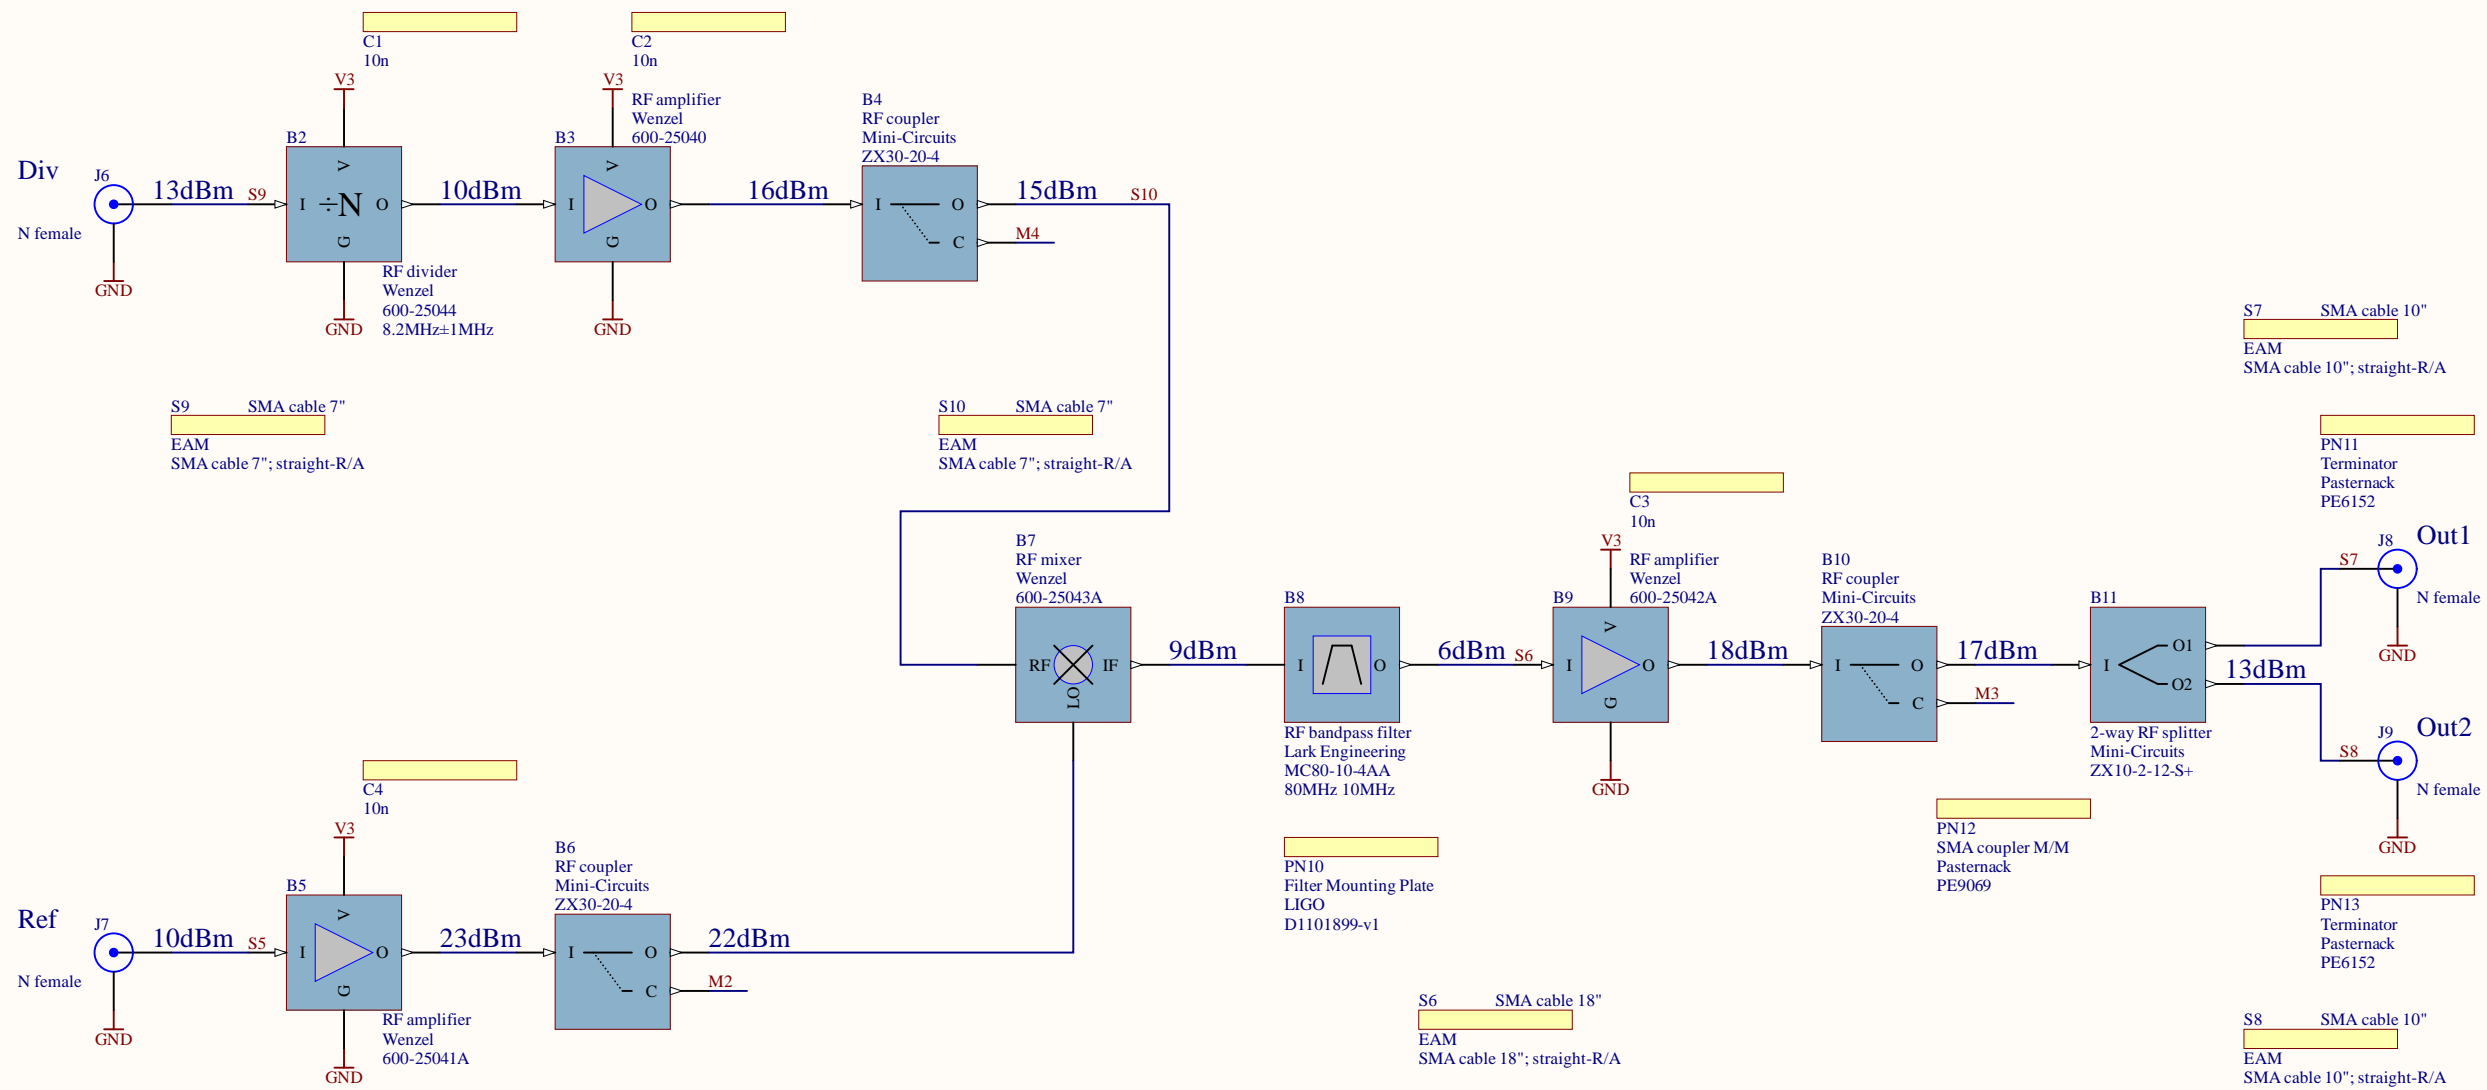 C1
10n
C2
10n
V3
V3
RF amplifier
Wenzel
600-25040
B4
RF coupler
Mini-Circuits
ZX30-20-4
B2
B3
Div
J6
13dBm
S9
V
I
÷N
O
G
10dBm
V
I
O
G
16dBm
I
O
C
15dBm
S10
M4
N female
GND
RF divider
Wenzel
600-25044
8.2MHz±1MHz
GND
GND
S7 SMA cable 10"
EAM
SMA cable 10"; straight-R/A
S9 SMA cable 7"
EAM
SMA cable 7"; straight-R/A
S10 SMA cable 7"
EAM
SMA cable 7"; straight-R/A
PN11
Terminator
Pasternack
PE6152
C3
10n
V3
B7
RF mixer
Wenzel
600-25043A
B8
B9
RF amplifier
Wenzel
600-25042A
B10
RF coupler
Mini-Circuits
ZX30-20-4
B11
RF
IF
LO
9dBm
I
O
6dBm
S6
V
I
O
G
18dBm
I
O
C
17dBm
M3
I
O1
O2
13dBm
S7
J8
Out1
N female
GND
S8
J9
Out2
N female
GND
RF bandpass filter
Lark Engineering
MC80-10-4AA
80MHz 10MHz
GND
2-way RF splitter
Mini-Circuits
ZX10-2-12-S+
PN10
Filter Mounting Plate
LIGO
D1101899-v1
PN12
SMA coupler M/M
Pasternack
PE9069
PN13
Terminator
Pasternack
PE6152
C4
10n
V3
B5
B6
RF coupler
Mini-Circuits
ZX30-20-4
Ref
J7
10dBm
S5
V
I
O
G
23dBm
I
O
C
22dBm
M2
N female
GND
RF amplifier
Wenzel
600-25041A
GND
S6 SMA cable 18"
EAM
SMA cable 18"; straight-R/A
S8 SMA cable 10"
EAM
SMA cable 10"; straight-R/A